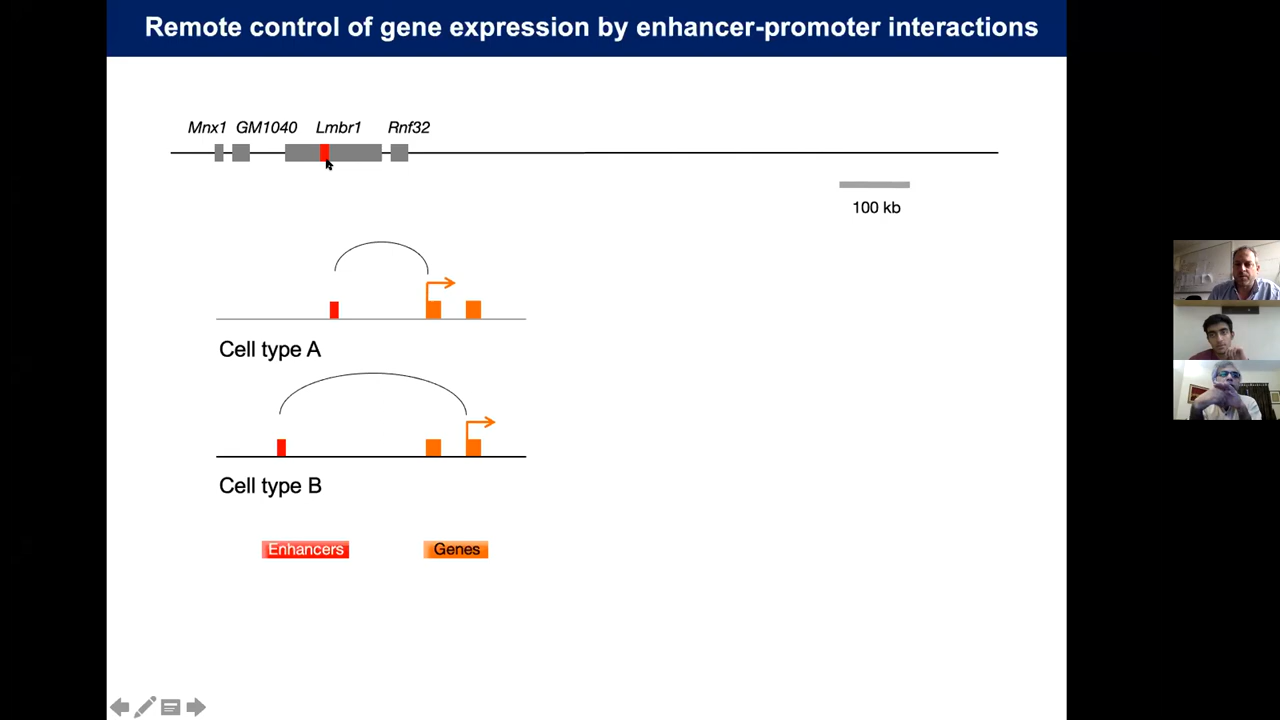 Remote control of gene expression by enhancer-promoter interactions
Mnx1 GM1040 Lmbr1 Rnf32
100 kb
Cell type A
Cell type B
Enhancers Genes